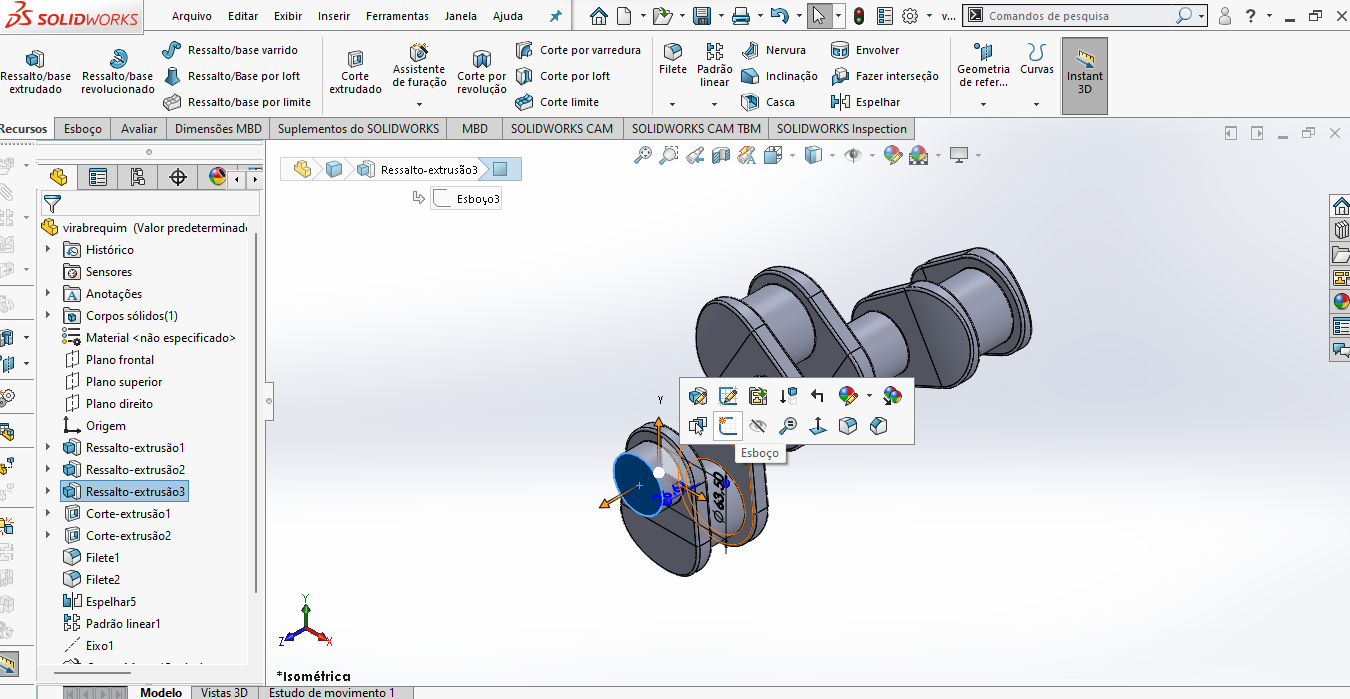 SOLIDWORKS
Arquivo Editar Exibir Inserir Ferramentas Janela Ajuda
v...
Comandos de pesquisa
?
Ressalto/base extrudado
Ressalto/base revolucionado
Ressalto/base varrido
Ressalto/base por loft
Ressalto/base por limite
Corte extrudado
Assistente de furação
Corte por revolução
Corte por varredura
Corte por loft
Corte limite
Filete
Padrão linear
Nervura
Inclinação
Casca
Envolver
Fazer interseção
Espelhar
Geometria de refer...
Curvas
Instant 3D
Recursos Esboço Avaliar Dimensões MBD Suplementos do SOLIDWORKS MBD SOLIDWORKS CAM SOLIDWORKS CAM TBM SOLIDWORKS Inspection
Ressalto-extrusão3
Esboço3
virabrequim (Valor predeterminad
Histórico
Sensores
Anotações
Corpos sólidos(1)
Material <não especificado>
Plano frontal
Plano superior
Plano direito
Origem
Ressalto-extrusão1
Ressalto-extrusão2
Ressalto-extrusão3
Corte-extrusão1
Corte-extrusão2
Filete1
Filete2
Espelhar5
Padrão linear1
Eixo1
Y
Esboço
Ø 63,50
Y
Z
X
*Isométrica
Modelo Vistas 3D Estudo de movimento 1